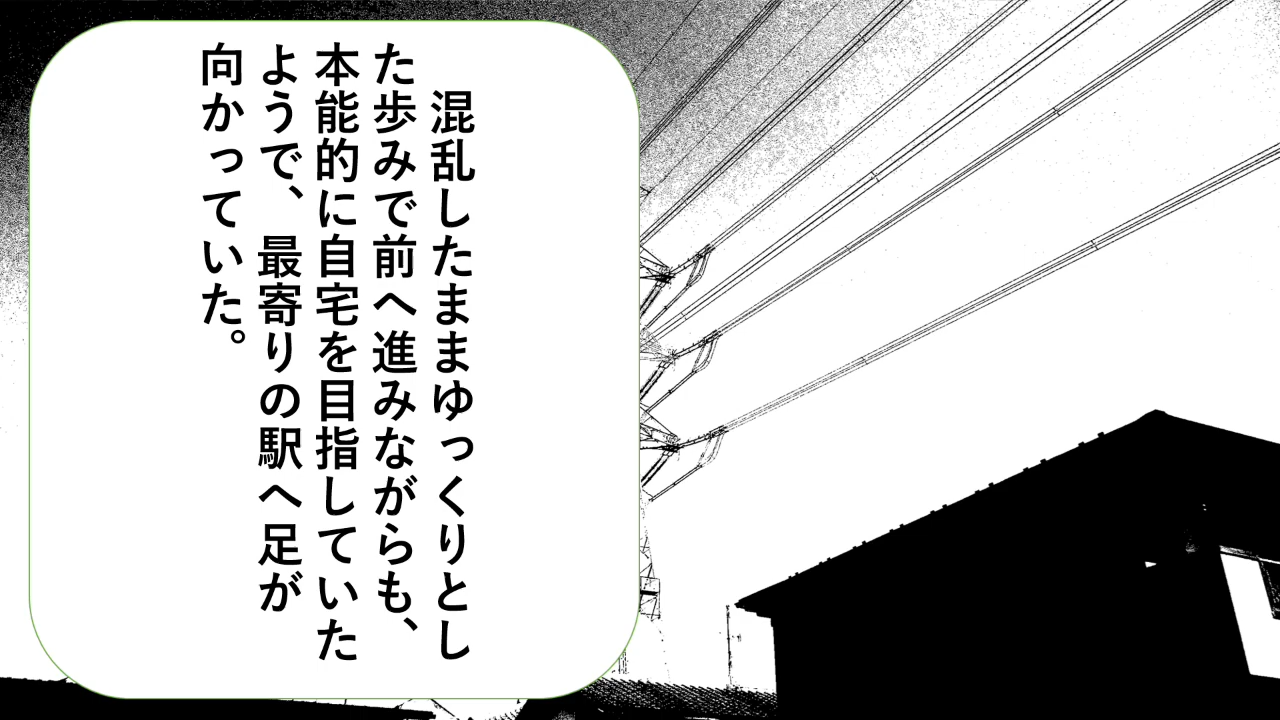 混乱したままゆっくりとし
た歩みで前へ進みながらも、
本能的に自宅を目指していた
ようで、最寄りの駅へ足が
向かっていた。